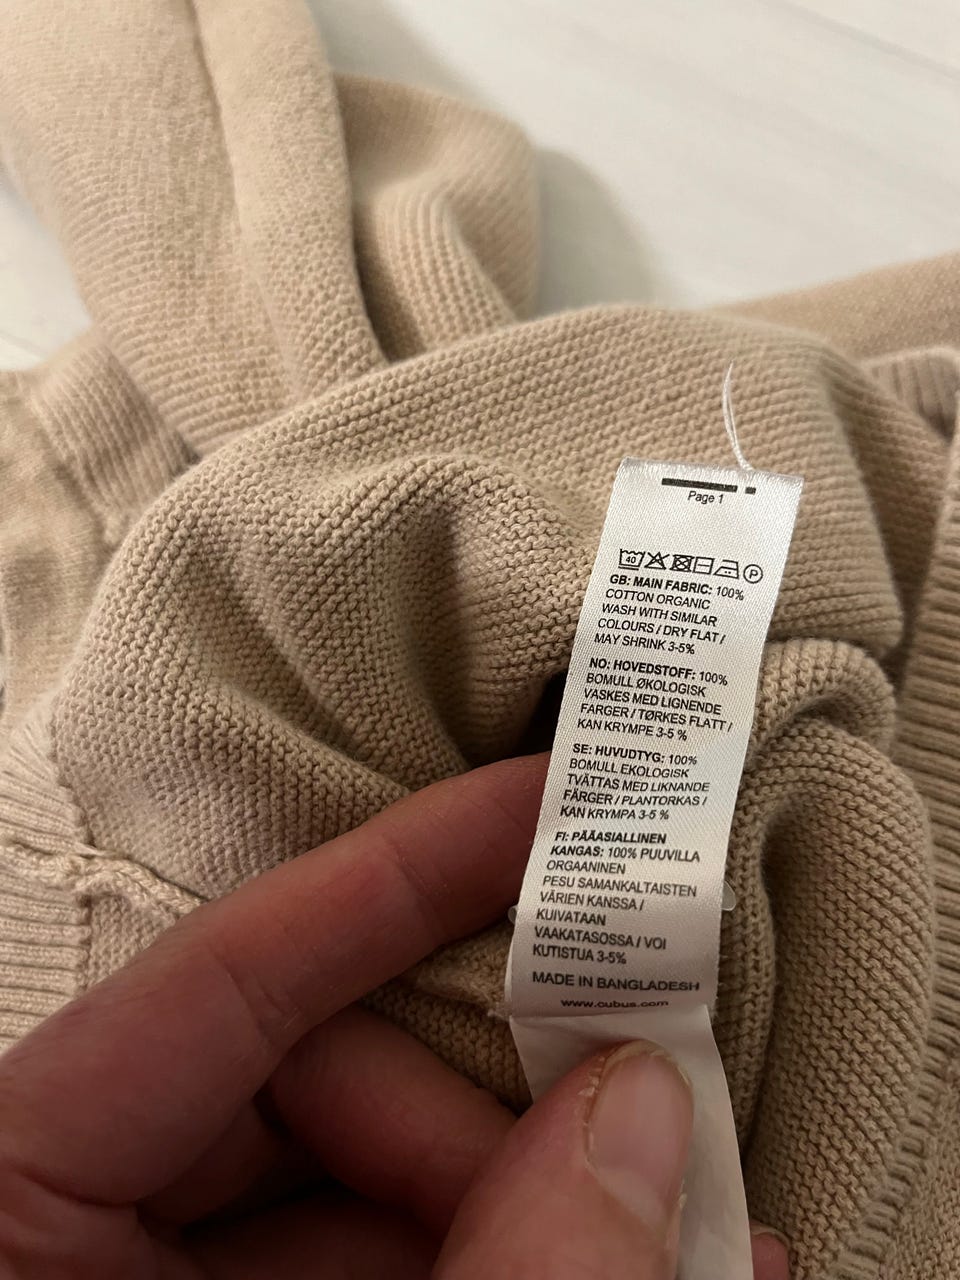 Page 1
40 P
GB: MAIN FABRIC: 100%
COTTON ORGANIC
WASH WITH SIMILAR
COLOURS / DRY FLAT /
MAY SHRINK 3-5%
NO: HOVEDSTOFF: 100%
BOMULL ØKOLOGISK
VASKES MED LIGNENDE
FARGER / TØRKES FLATT /
KAN KRYMPE 3-5 %
SE: HUVUDTYG: 100%
BOMULL EKOLOGISK
TVÄTTAS MED LIKNANDE
FÄRGER / PLANTORKAS /
KAN KRYMPA 3-5 %
FI: PÄÄASIALLINEN
KANGAS: 100% PUUVILLA
ORGAANINEN
PESU SAMANKALTAISTEN
VÄRIEN KANSSA /
KUIVATAAN
VAAKATASOSSA / VOI
KUTISTUA 3-5%
MADE IN BANGLADESH
www.cubus.com